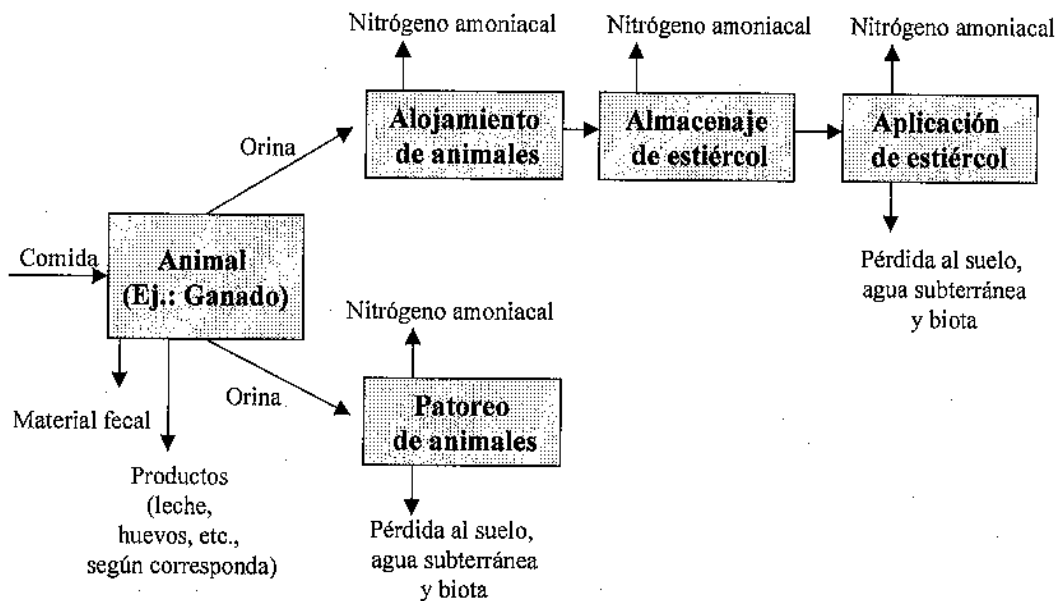 Nitrógeno amoniacal
Nitrógeno amoniacal
Nitrógeno amoniacal
Alojamiento
de animales
Almacenaje
de estiércol
Aplicación
de estiércol
Orina
Comida
Animal
(Ej.: Ganado)
Pérdida al suelo,
agua subterránea
y biota
Nitrógeno amoniacal
Orina
Material fecal
Patoreo
de animales
Productos
(leche,
huevos, etc.,
según corresponda)
Pérdida al suelo,
agua subterránea
y biota